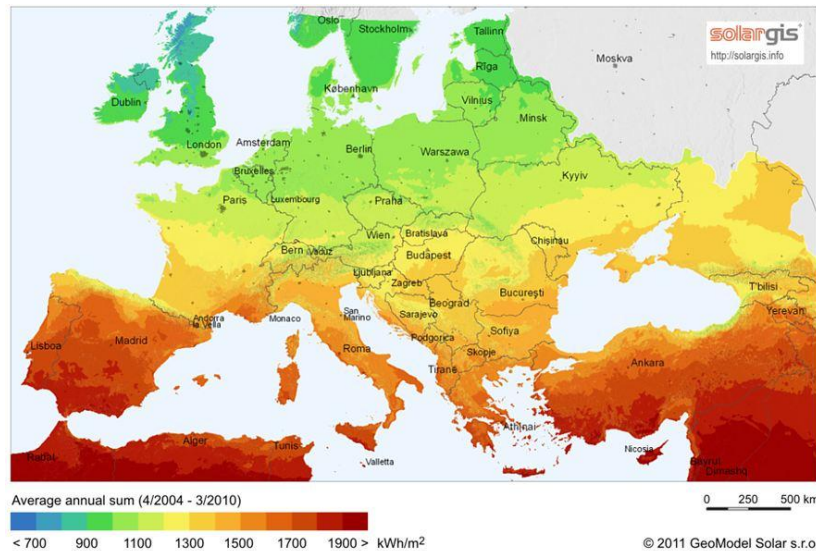 Oslo
Stockholm
Tallinn
solargis
http://solargis.info
Rīga
Moskva
København
Dublin
Vilnius
Minsk
London
Amsterdam
Berlin
Warszawa
Bruxelles
Kyyiv
Paris
Luxembourg
Praha
Wien
Bratislava
Chişinau
Bern
Vaduz
Budapest
Ljubljana
Zagreb
Beograd
Bucureşti
T'bilisi
Andorra
la Vella
Monaco
San
Marino
Sarajevo
Yerevan
Lisboa
Madrid
Roma
Podgorica
Sofiya
Skopje
Tiranë
Ankara
Athinai
Rabat
Alger
Tunis
Valletta
Nicosia
Bayrut
Dimashq
Average annual sum (4/2004 - 3/2010)
0 250 500 km
< 700 900 1100 1300 1500 1700 1900 > kWh/m²
© 2011 GeoModel Solar s.r.o.